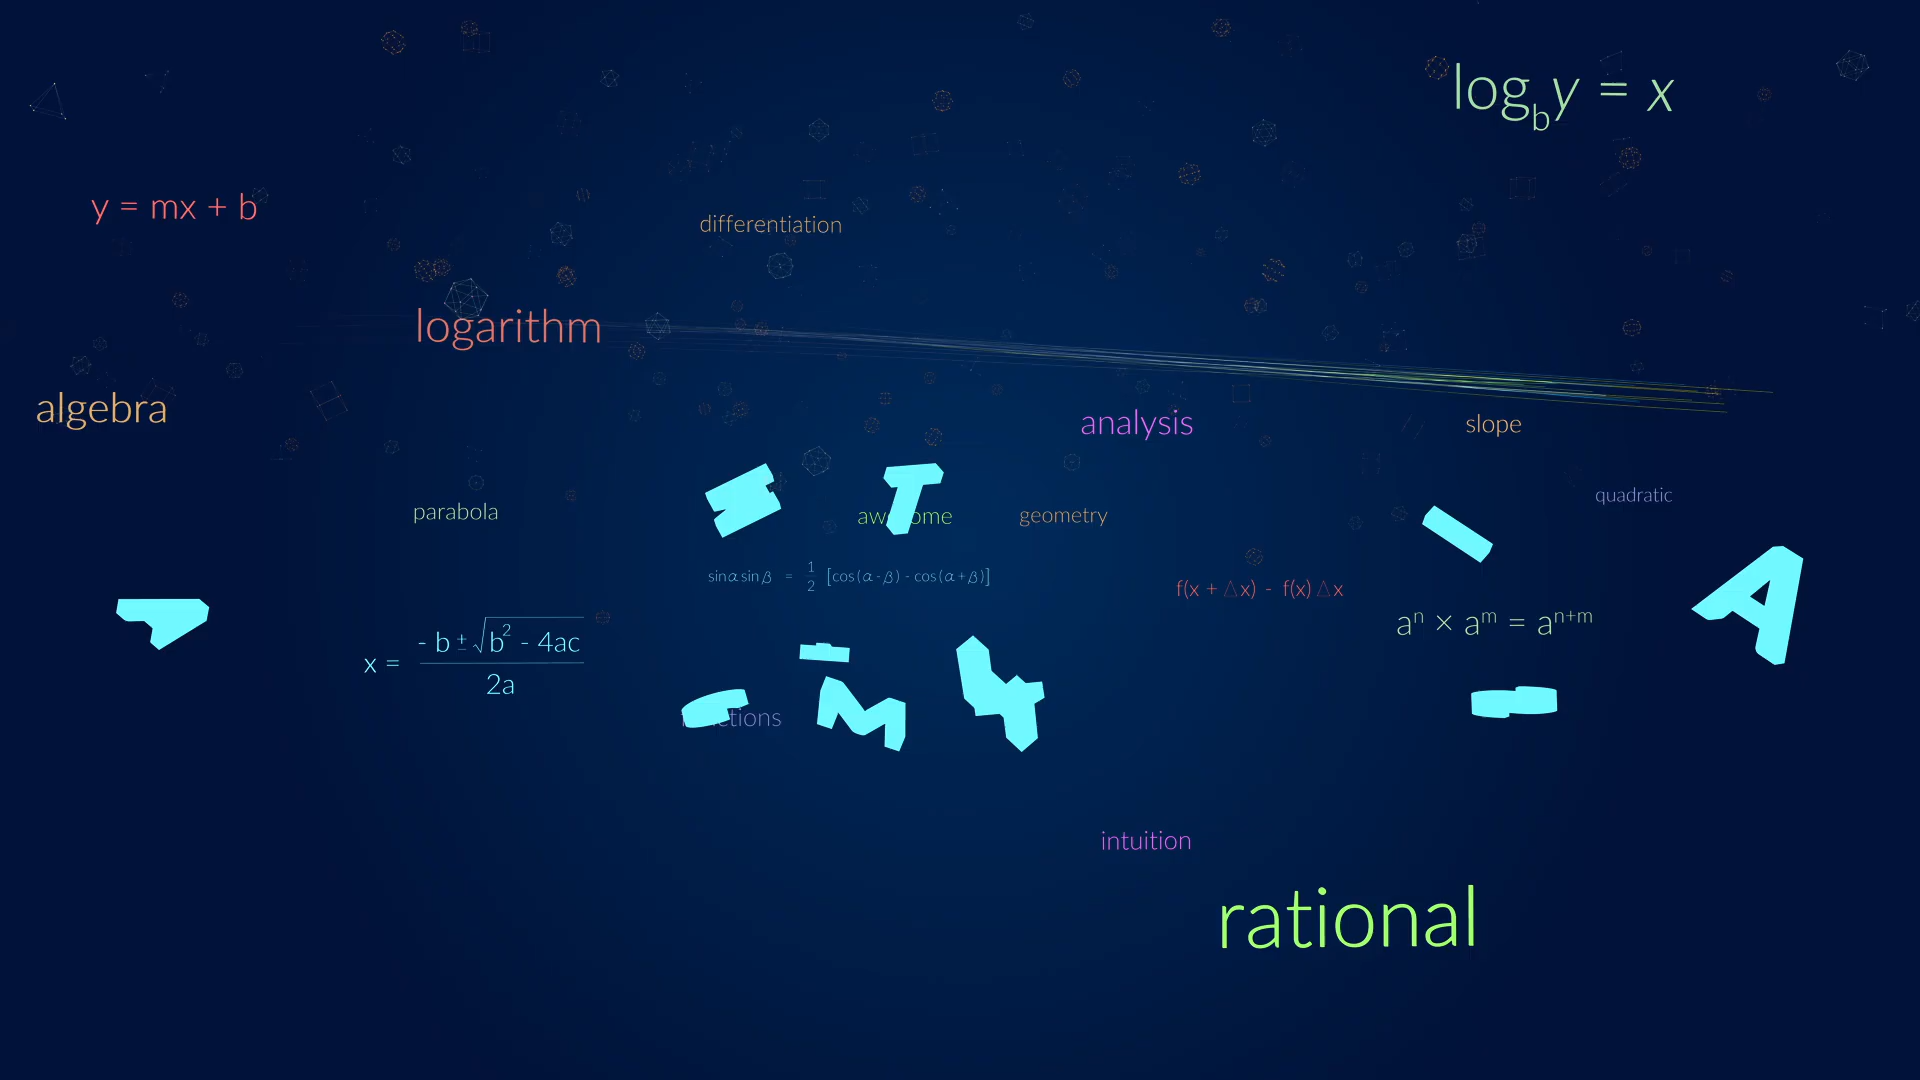 log_b y = x
y = mx + b
differentiation
logarithm
algebra
analysis
slope
quadratic
parabola
geometry
sinα sinβ = 1/2 [cos(α-β) - cos(α+β)]
f(x + Δx) - f(x) Δx
aⁿ × aᵐ = aⁿ⁺ᵐ
x = (- b ± √(b² - 4ac)) / 2a
T
A
M
intuition
rational